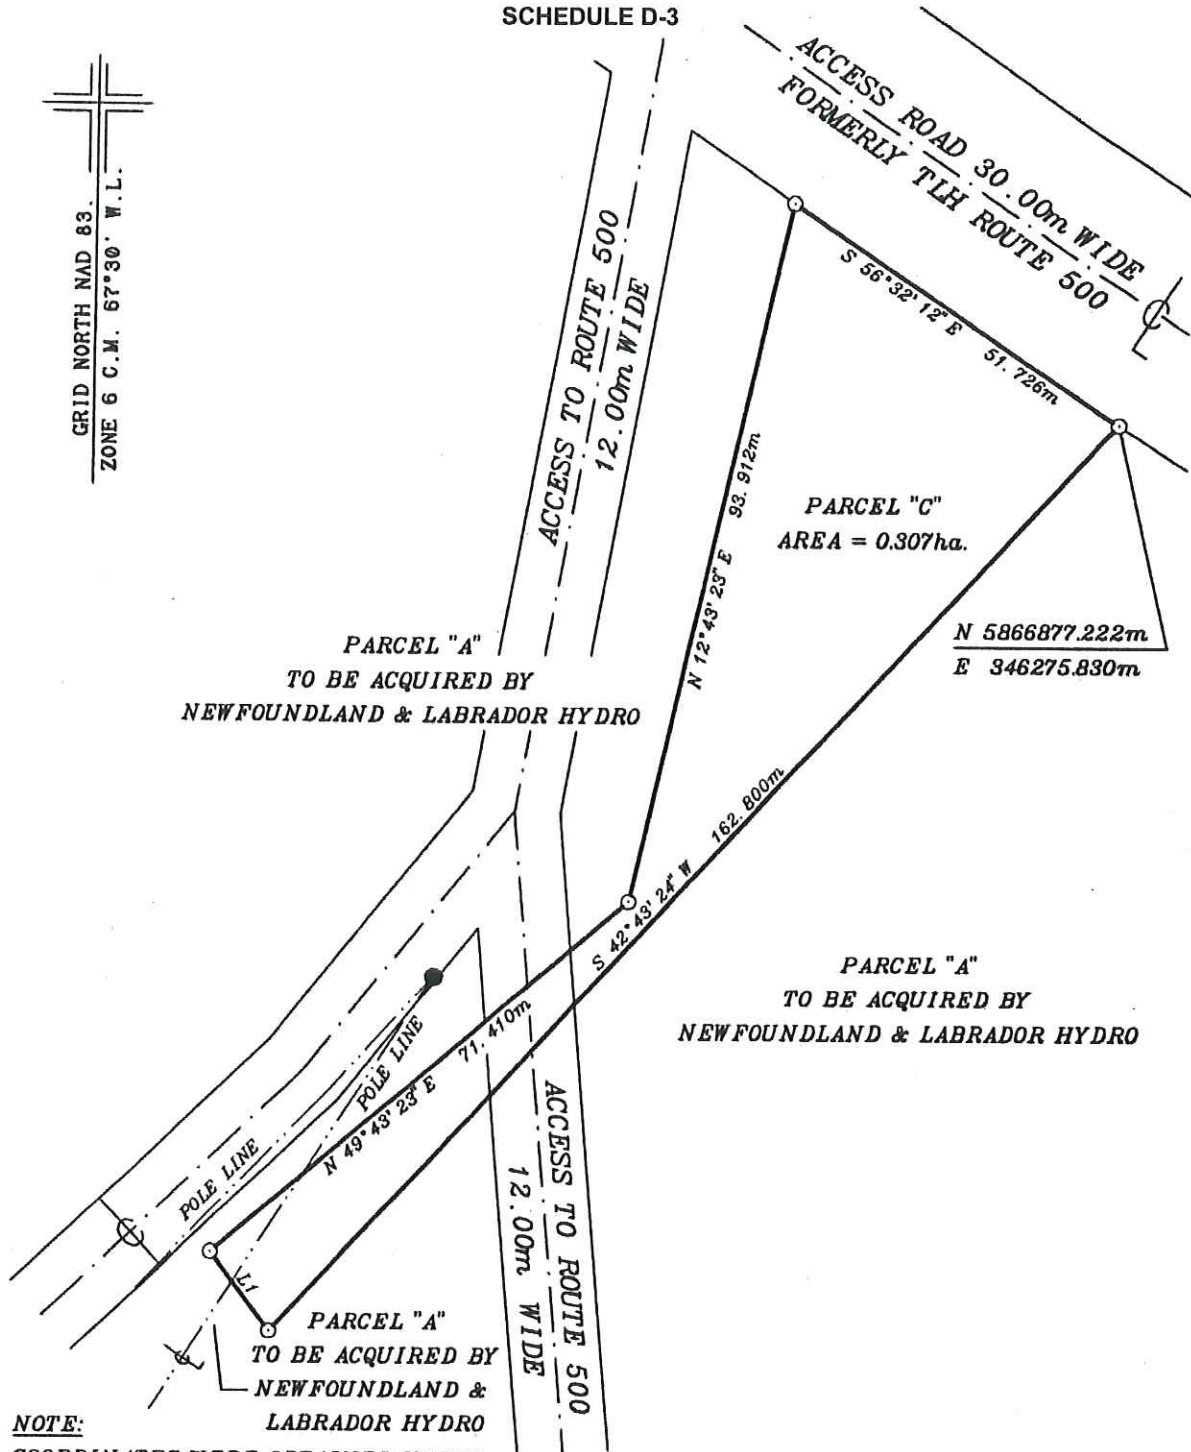 SCHEDULE D-3
GRID NORTH NAD 83.
ZONE 6 C.M. 67°30' W.L.
ACCESS ROAD 30.00m WIDE
FORMERLY TLH ROUTE 500
ACCESS TO ROUTE 500
12.00m WIDE
S 56°32'12" E 51.726m
N 12°43'23" E 93.912m
PARCEL "C"
AREA = 0.307ha.
N 5866877.222m
E 346275.830m
PARCEL "A"
TO BE ACQUIRED BY
NEWFOUNDLAND & LABRADOR HYDRO
S 42°43'24" W 162.800m
PARCEL "A"
TO BE ACQUIRED BY
NEWFOUNDLAND & LABRADOR HYDRO
N 49°43'23" E 71.410m
POLE LINE
POLE LINE
ACCESS TO ROUTE 500
12.00m WIDE
L1
PARCEL "A"
TO BE ACQUIRED BY
NEWFOUNDLAND &
LABRADOR HYDRO
NOTE: